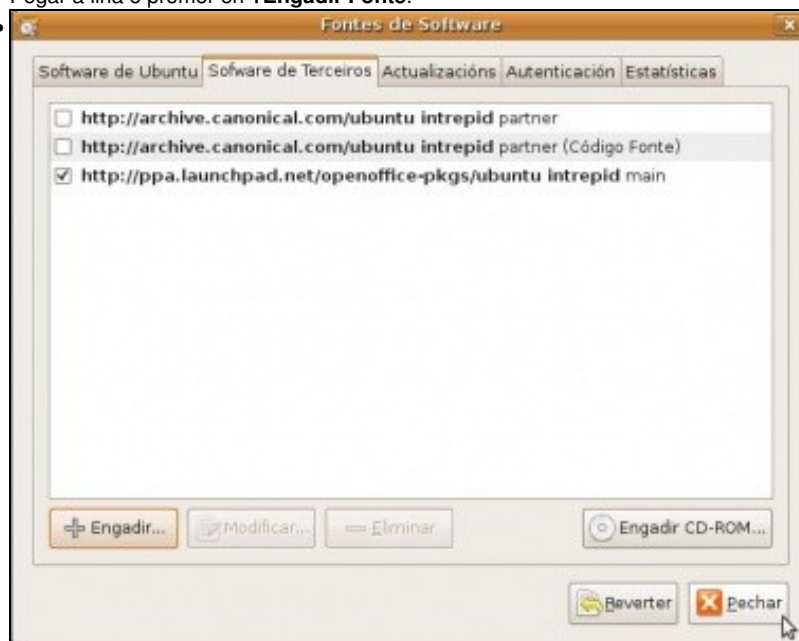 Pegar a liña e premer en +Engadir Fonte.
Fontes de Software
Software de Ubuntu Sofware de Terceiros Actualizacións Autenticación Estatísticas
http://archive.canonical.com/ubuntu intrepid partner
http://archive.canonical.com/ubuntu intrepid partner (Código Fonte)
http://ppa.launchpad.net/openoffice-pkgs/ubuntu intrepid main
Engadir... Modificar... Elminar Engadir CD-ROM...
Reverter Pechar